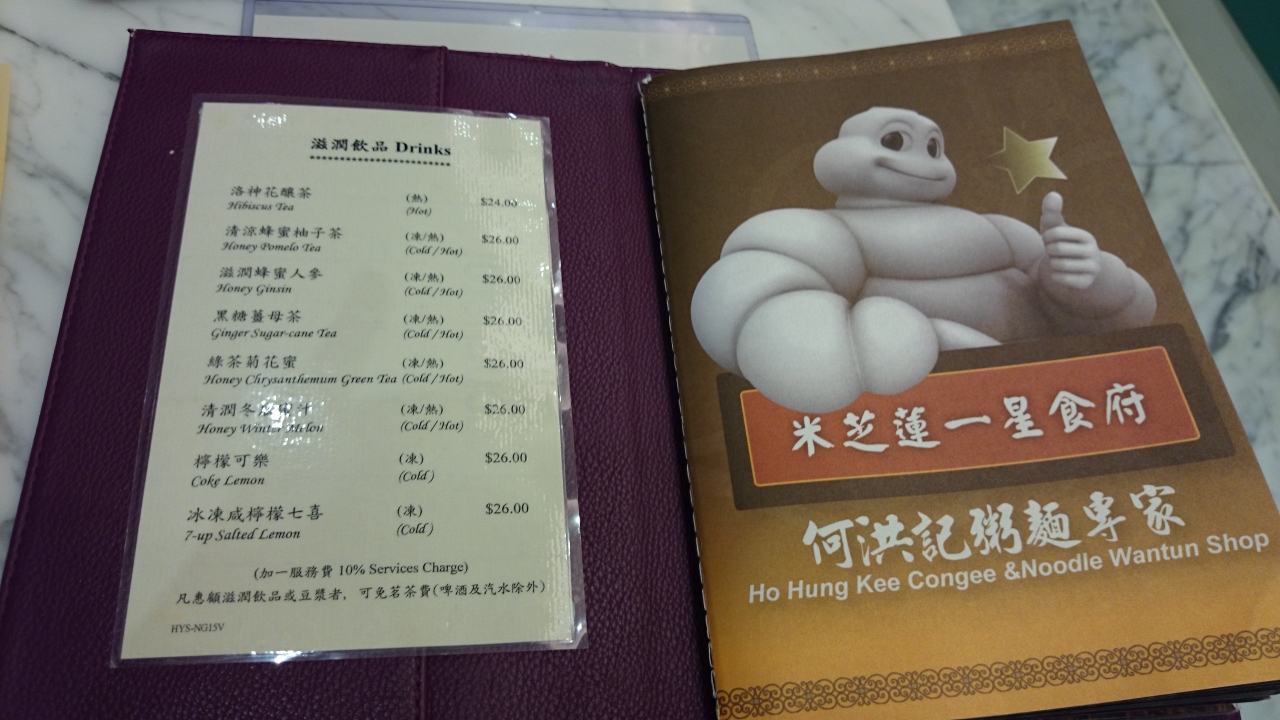 滋潤飲品 Drinks
洛神花釀茶 (熱) $24.00
Hibiscus Tea (Hot)
清涼蜂蜜柚子茶 (凍/熱) $26.00
Honey Pomelo Tea (Cold / Hot)
滋潤蜂蜜人參 (凍/熱) $26.00
Honey Ginsin (Cold / Hot)
黑糖薑母茶 (凍/熱) $26.00
Ginger Sugar-cane Tea (Cold / Hot)
綠茶菊花蜜 (凍/熱) $26.00
Honey Chrysanthemum Green Tea (Cold / Hot)
清潤冬 汁 (凍/熱) $26.00
Honey Winter Melon (Cold / Hot)
檸檬可樂 (凍) $26.00
Coke Lemon (Cold)
冰凍咸檸檬七喜 (凍) $26.00
7-up Salted Lemon (Cold)
(加一服務費 10% Services Charge)
凡惠顧滋潤飲品或豆漿者, 可免茗茶費(啤酒及汽水除外)
HYS-NG15V
米芝蓮一星食府
何洪記粥麵專家
Ho Hung Kee Congee &Noodle Wantun Shop